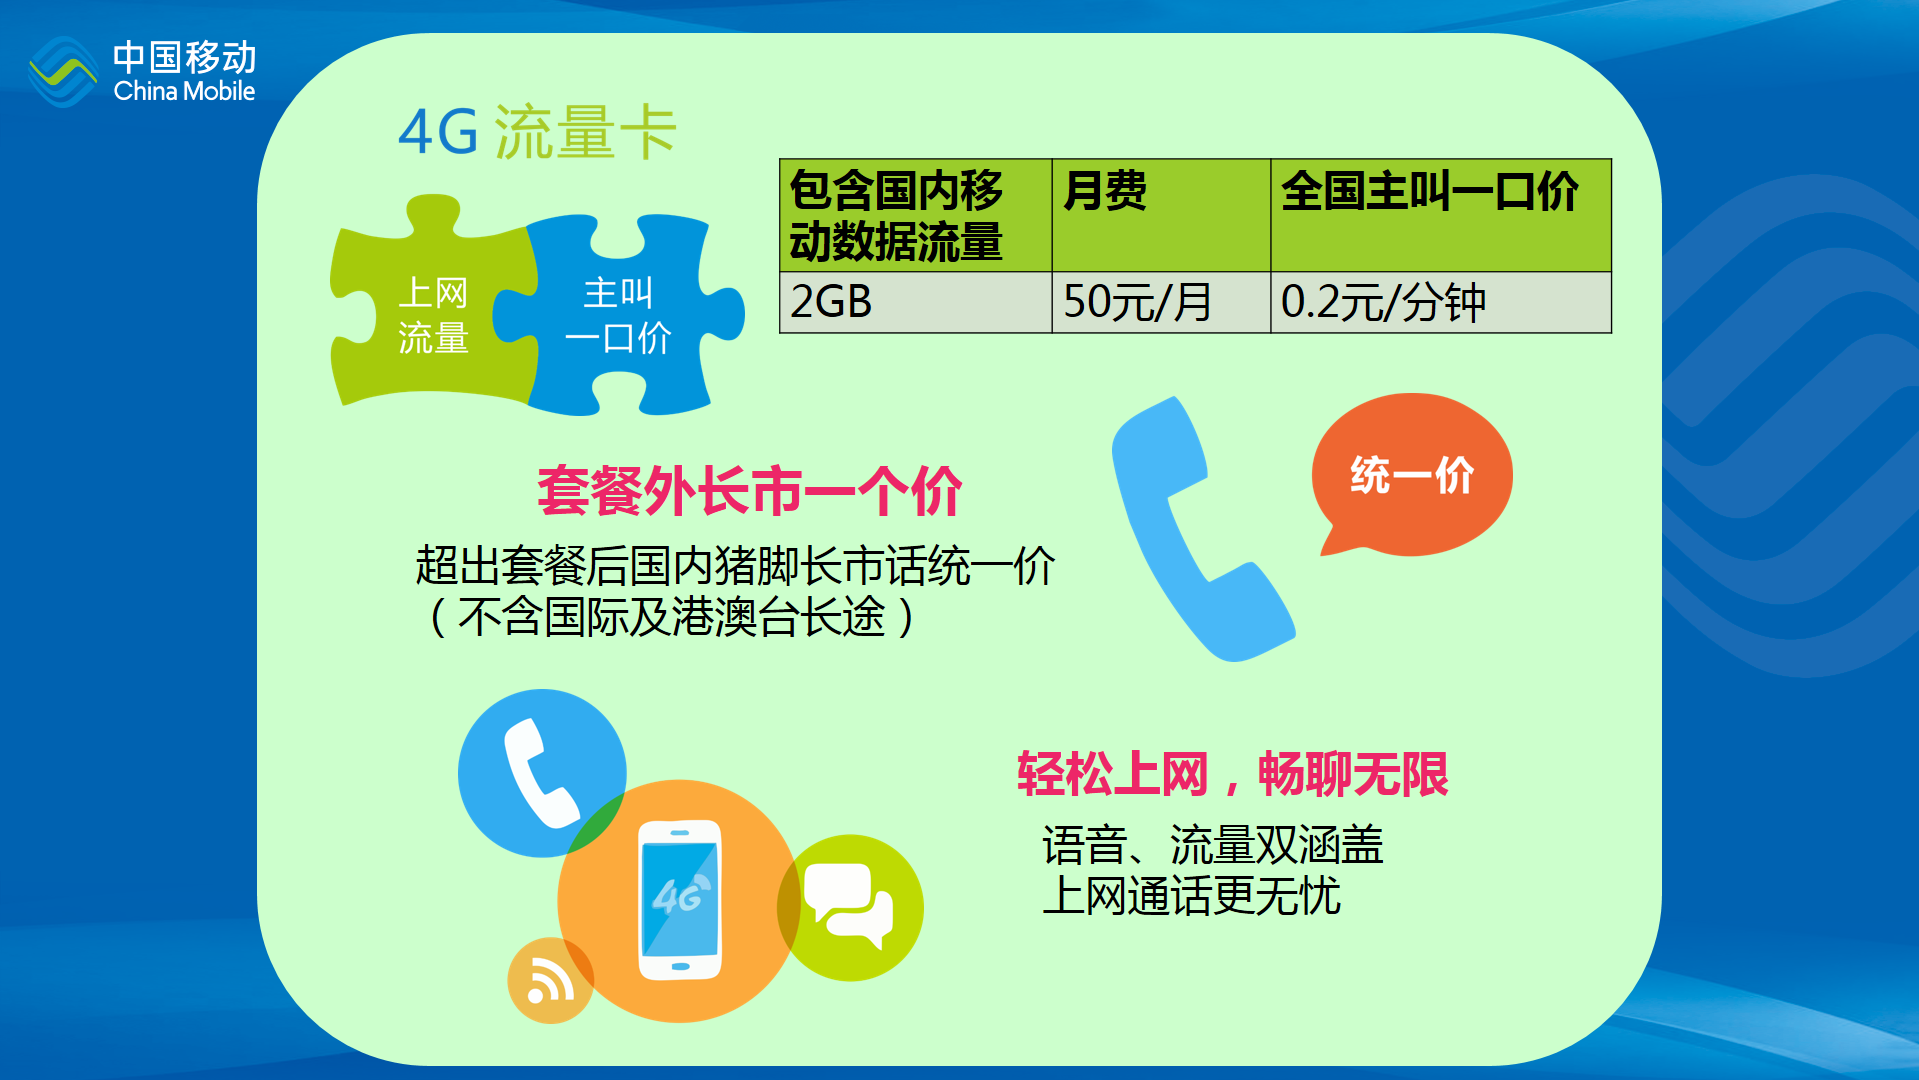 中国移动
China Mobile
4G 流量卡
包含国内移
动数据流量
月费
全国主叫一口价
2GB
50元/月
0.2元/分钟
上网
流量
主叫
一口价
套餐外长市一个价
超出套餐后国内猪脚长市话统一价
（不含国际及港澳台长途）
统一价
4G
轻松上网，畅聊无限
语音、流量双涵盖
上网通话更无忧